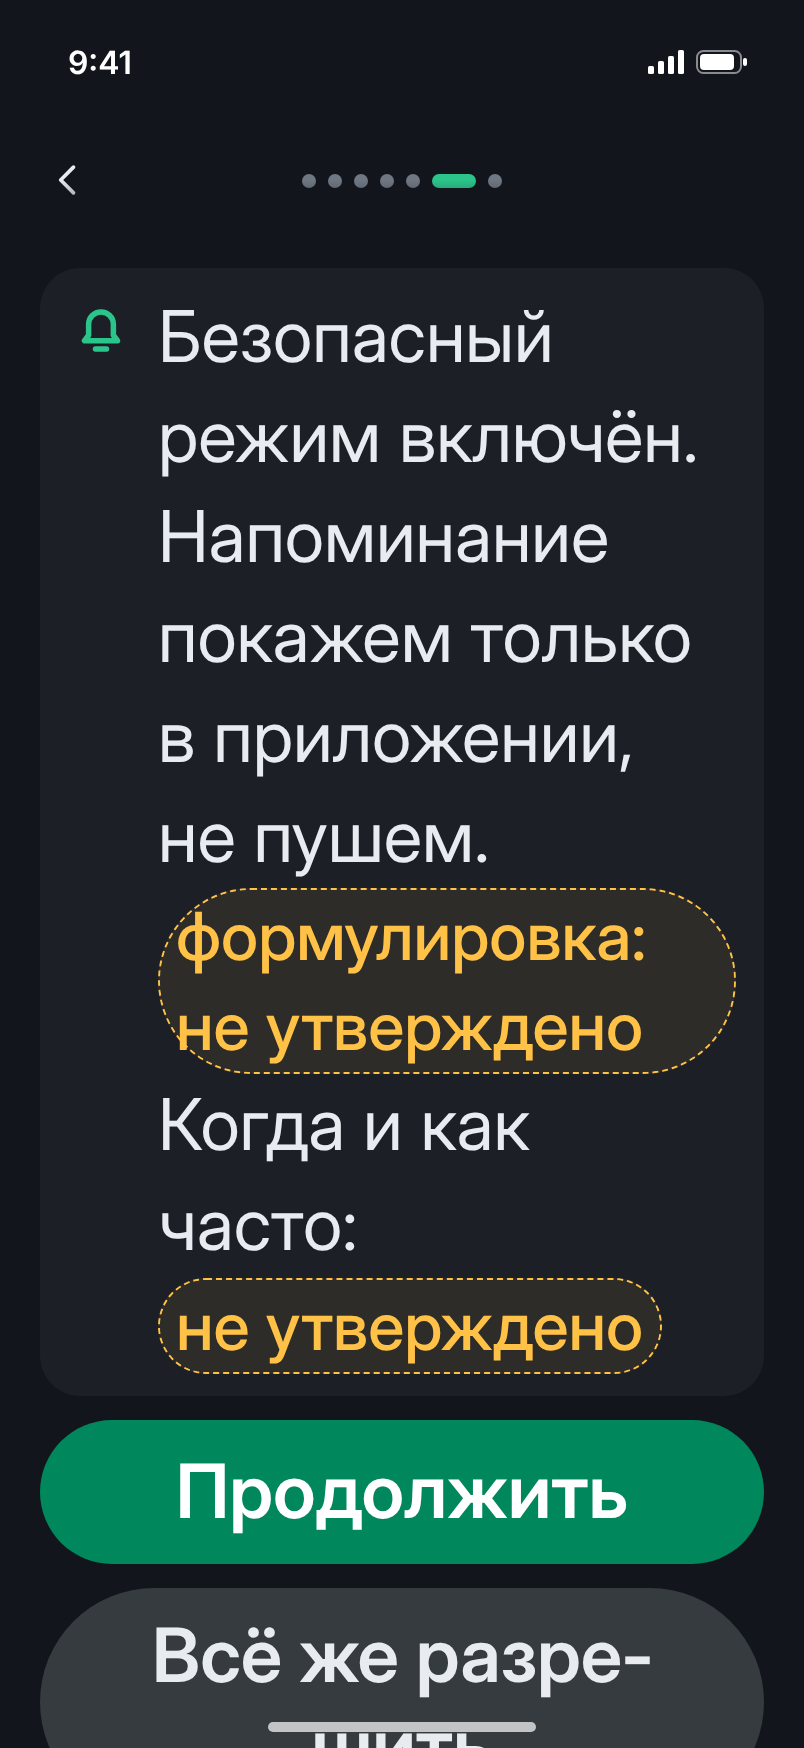 9:41
Безопасный
режим включён.
Напоминание
покажем только
в приложении,
не пушем.
формулировка:
не утверждено
Когда и как
часто:
не утверждено
Продолжить
Всё же разре-
шить